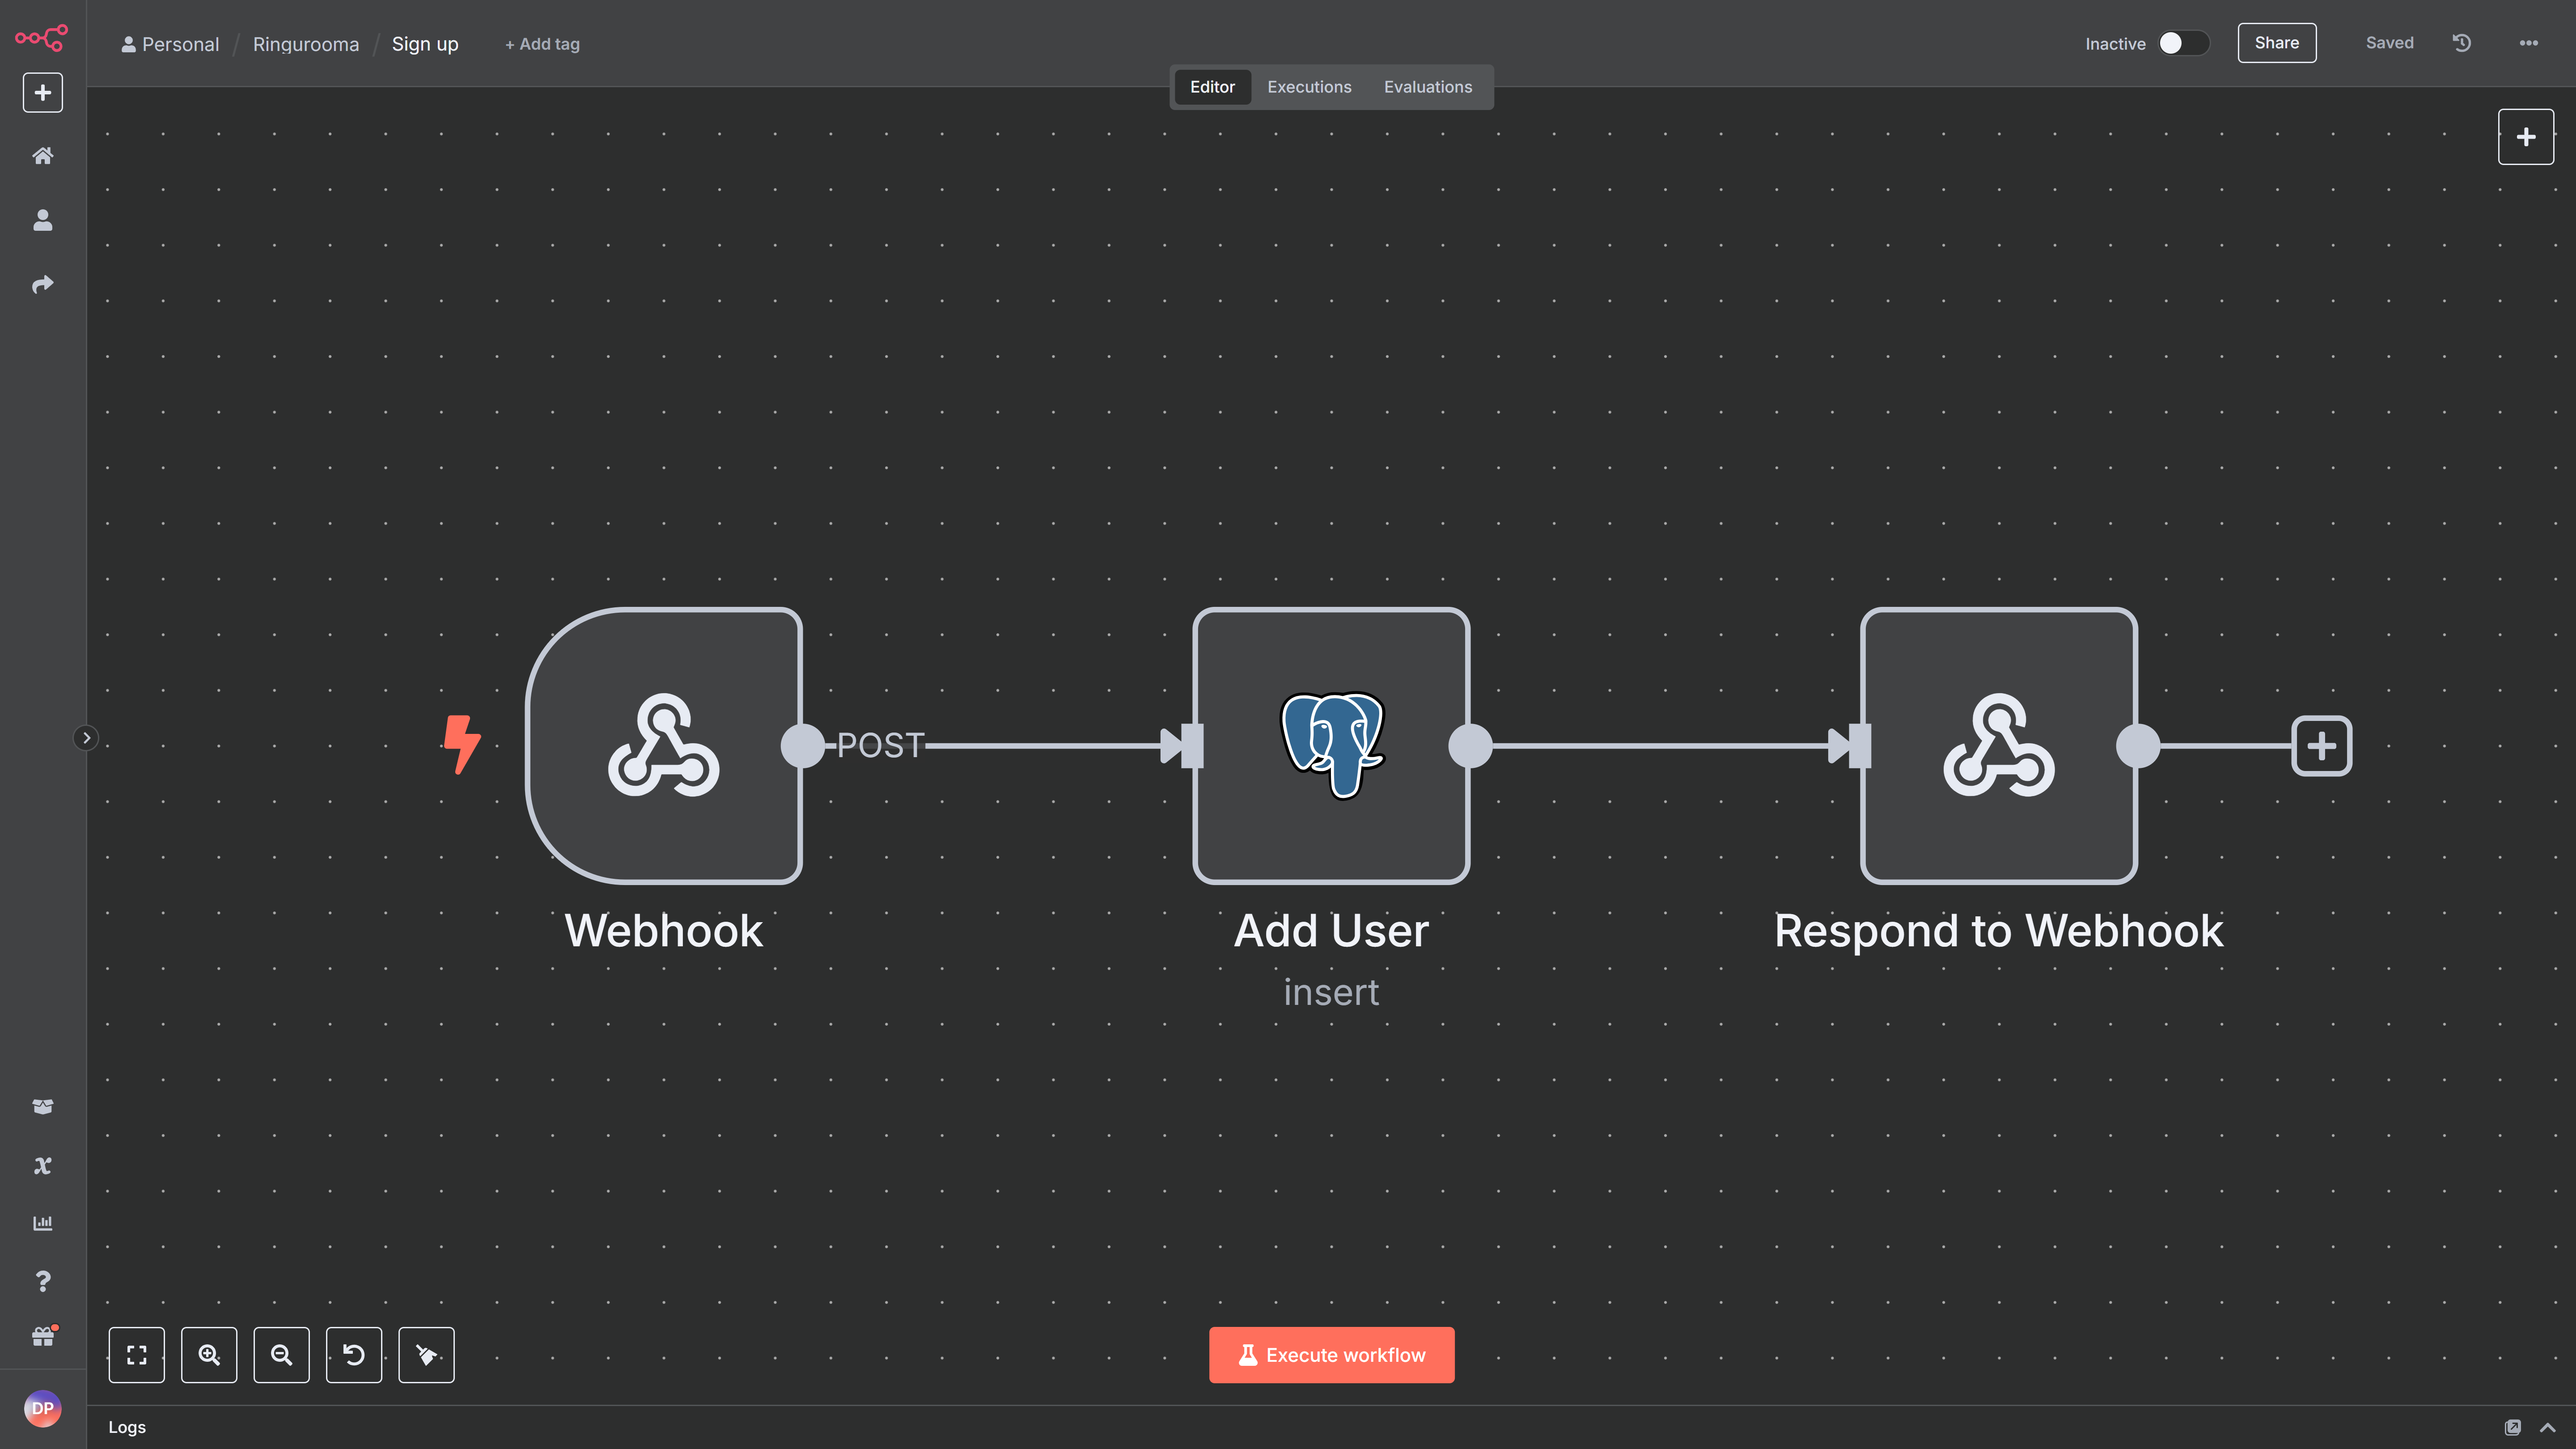 Personal / Ringurooma / Sign up + Add tag
Inactive Share Saved
Editor Executions Evaluations
POST
Webhook
Add User
Respond to Webhook
insert
Execute workflow
DP
Logs